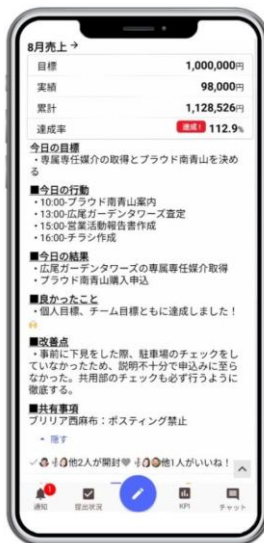 8月売上 →
目標 1,000,000円
実績 98,000円
累計 1,128,526円
達成率 達成! 112.9%
今日の目標
・専属専任媒介の取得とプラウド南青山を決め
る
■今日の行動
・10:00-プラウド南青山案内
・13:00-広尾ガーデンタワーズ査定
・15:00-営業活動報告書作成
・16:00-チラシ作成
■今日の結果
・広尾ガーデンタワーズの専属専任媒介取得
・プラウド南青山購入申込
■良かったこと
・個人目標、チーム目標ともに達成しました!
■改善点
・事前に下見をした際、駐車場のチェックをし
ていなかったため、説明不十分で申込みに至ら
なかった。共用部のチェックも必ず行うように
徹底する。
■共有事項
ブリリア西麻布：ポスティング禁止
隠す
他2人が開封 他1人がいいね！
1
通知 提出状況 KPI チャット